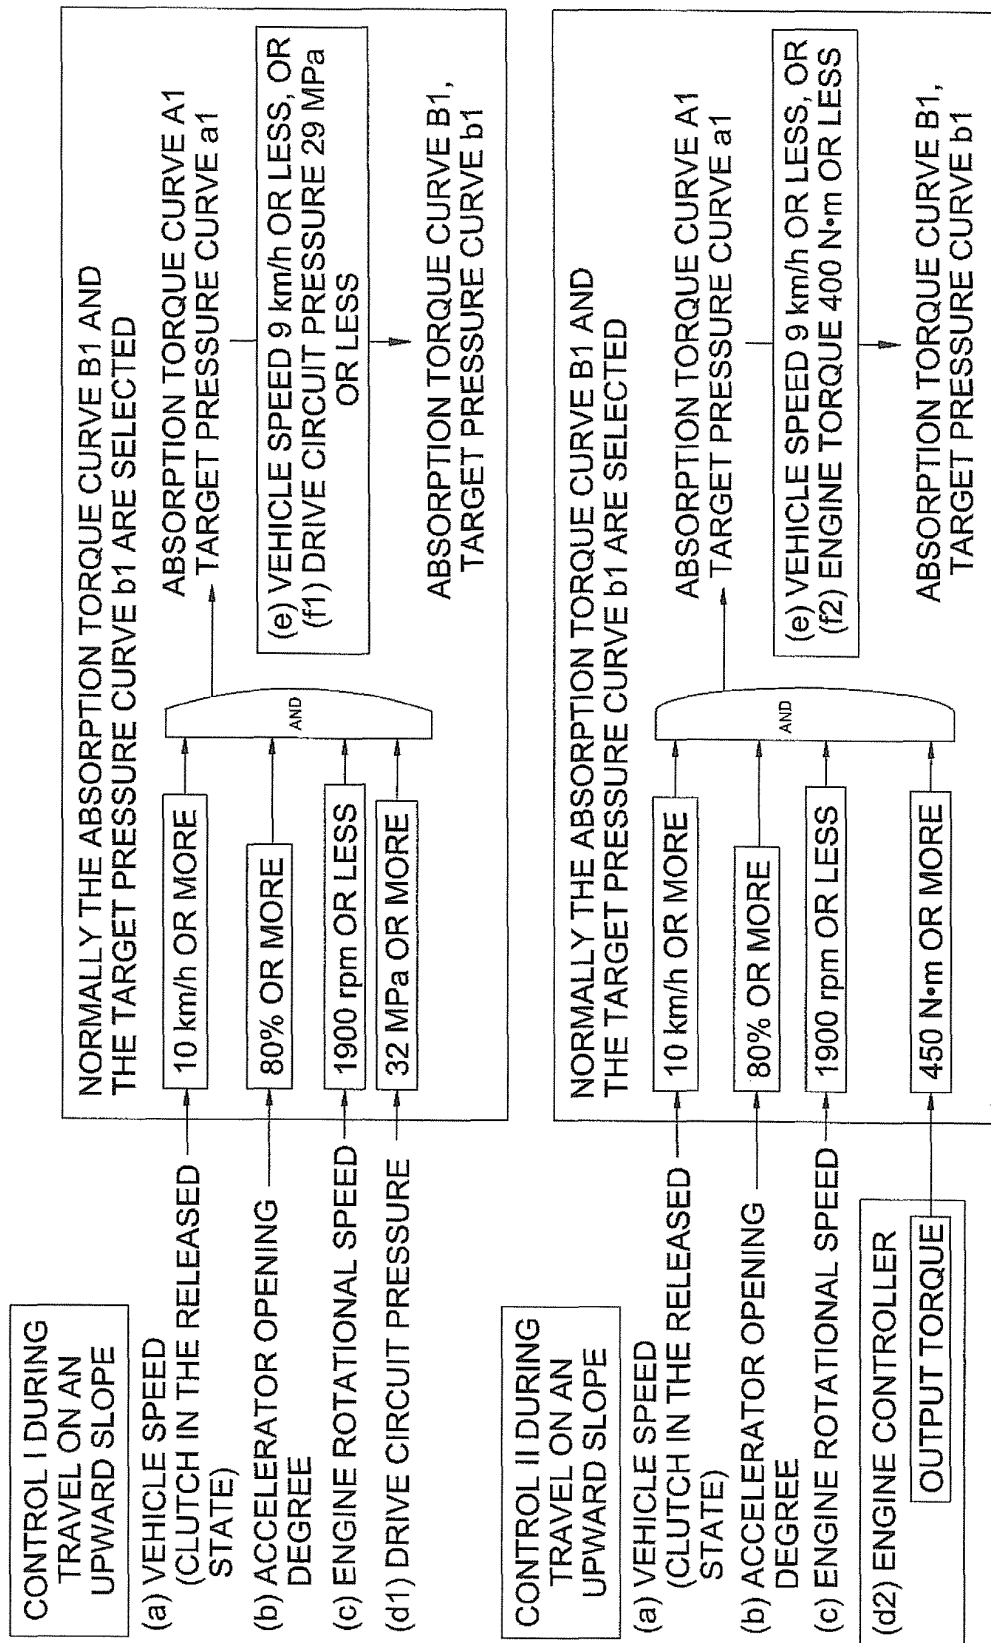 CONTROL I DURING
TRAVEL ON AN
UPWARD SLOPE
(a) VEHICLE SPEED
(CLUTCH IN THE RELEASED
STATE)
(b) ACCELERATOR OPENING
DEGREE
(c) ENGINE ROTATIONAL SPEED
(d1) DRIVE CIRCUIT PRESSURE
NORMALLY THE ABSORPTION TORQUE CURVE B1 AND
THE TARGET PRESSURE CURVE b1 ARE SELECTED
10 km/h OR MORE
80% OR MORE
1900 rpm OR LESS
32 MPa OR MORE
AND
ABSORPTION TORQUE CURVE A1
TARGET PRESSURE CURVE a1
(e) VEHICLE SPEED 9 km/h OR LESS, OR
(f1) DRIVE CIRCUIT PRESSURE 29 MPa
OR LESS
ABSORPTION TORQUE CURVE B1,
TARGET PRESSURE CURVE b1
CONTROL II DURING
TRAVEL ON AN
UPWARD SLOPE
(a) VEHICLE SPEED
(CLUTCH IN THE RELEASED
STATE)
(b) ACCELERATOR OPENING
DEGREE
(c) ENGINE ROTATIONAL SPEED
(d2) ENGINE CONTROLLER
OUTPUT TORQUE
NORMALLY THE ABSORPTION TORQUE CURVE B1 AND
THE TARGET PRESSURE CURVE b1 ARE SELECTED
10 km/h OR MORE
80% OR MORE
1900 rpm OR LESS
450 N•m OR MORE
AND
ABSORPTION TORQUE CURVE A1
TARGET PRESSURE CURVE a1
(e) VEHICLE SPEED 9 km/h OR LESS, OR
(f2) ENGINE TORQUE 400 N•m OR LESS
ABSORPTION TORQUE CURVE B1,
TARGET PRESSURE CURVE b1